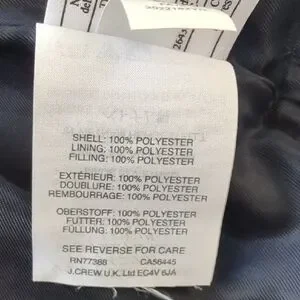 SHELL: 100% POLYESTER
LINING: 100% POLYESTER
FILLING: 100% POLYESTER
EXTÉRIEUR: 100% POLYESTER
DOUBLURE: 100% POLYESTER
REMBOURRAGE: 100% POLYESTER
OBERSTOFF: 100% POLYESTER
FUTTER: 100% POLYESTER
FÜLLUNG: 100% POLYESTER
SEE REVERSE FOR CARE
RN77388 CA56445
J.CREW U.K. Ltd EC4V 6JA